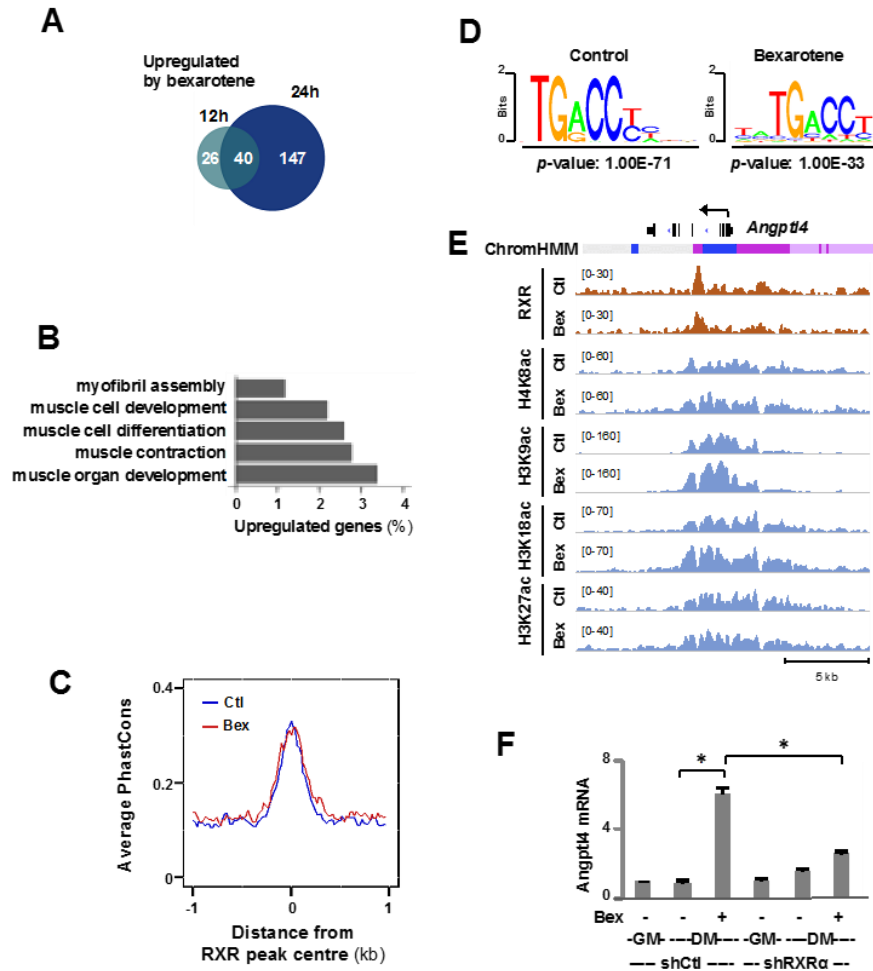 A
Upregulated
by bexarotene
24h
12h
26
40
147
B
myofibril assembly
muscle cell development
muscle cell differentiation
muscle contraction
muscle organ development
0 1 2 3 4
Upregulated genes (%)
C
0.4
0.2
0
Ctl
Bex
Average PhastCons
-1 0 1
Distance from
RXR peak centre (kb)
D
Control
Bexarotene
2
Bits
0
TGACCT
CGCC
p-value: 1.00E-71
2
Bits
0
TATGACCT
p-value: 1.00E-33
E
Angptl4
ChromHMM
RXR
Ctl
[0-30]
Bex
[0-30]
H4K8ac
Ctl
[0-60]
Bex
[0-60]
H3K9ac
Ctl
[0-160]
Bex
[0-160]
H3K18ac
Ctl
[0-70]
Bex
[0-70]
H3K27ac
Ctl
[0-40]
Bex
[0-40]
5 kb
F
Angptl4 mRNA
8
4
0
*
*
Bex - - + - - +
-GM- ----DM---- -GM- ---DM----
---- shCtl ---- --- shRXRα ---